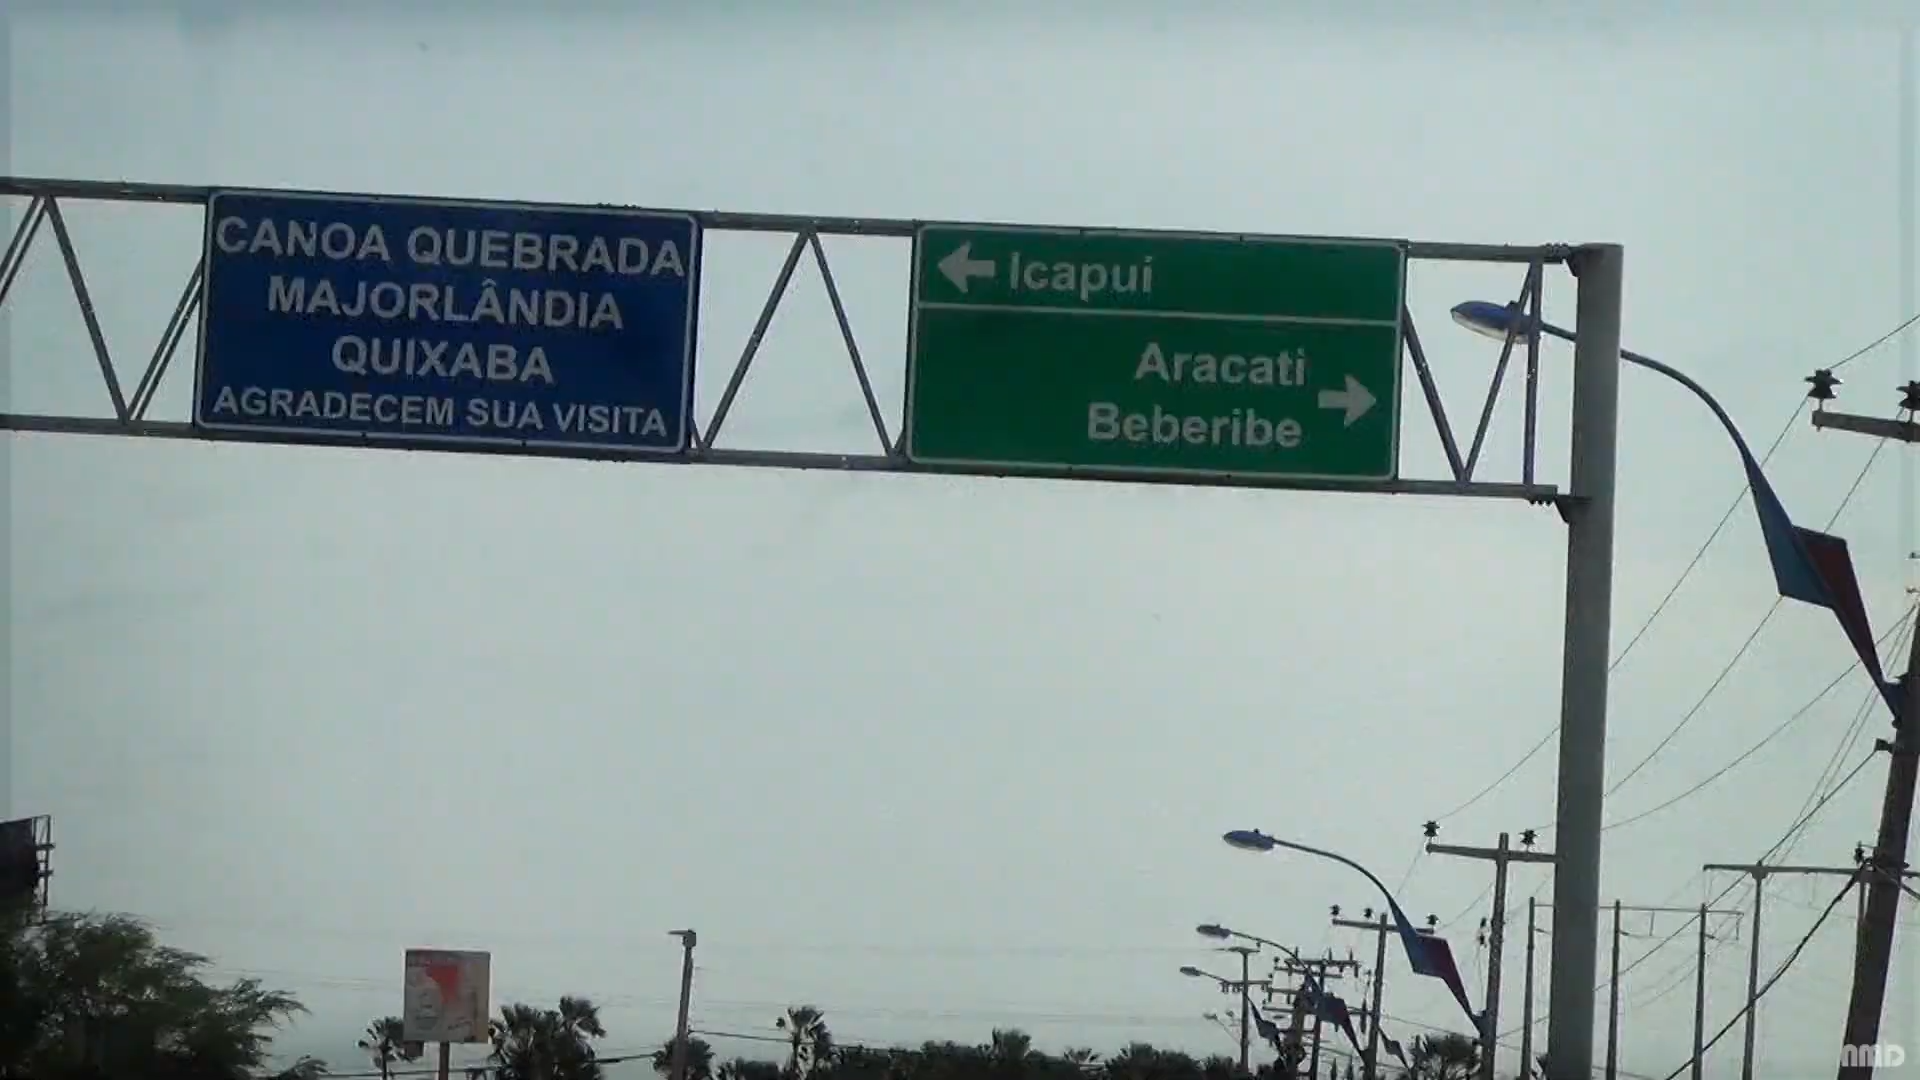 CANOA QUEBRADA
MAJORLÂNDIA
QUIXABA
AGRADECEM SUA VISITA
Icapuí
Aracati
Beberibe